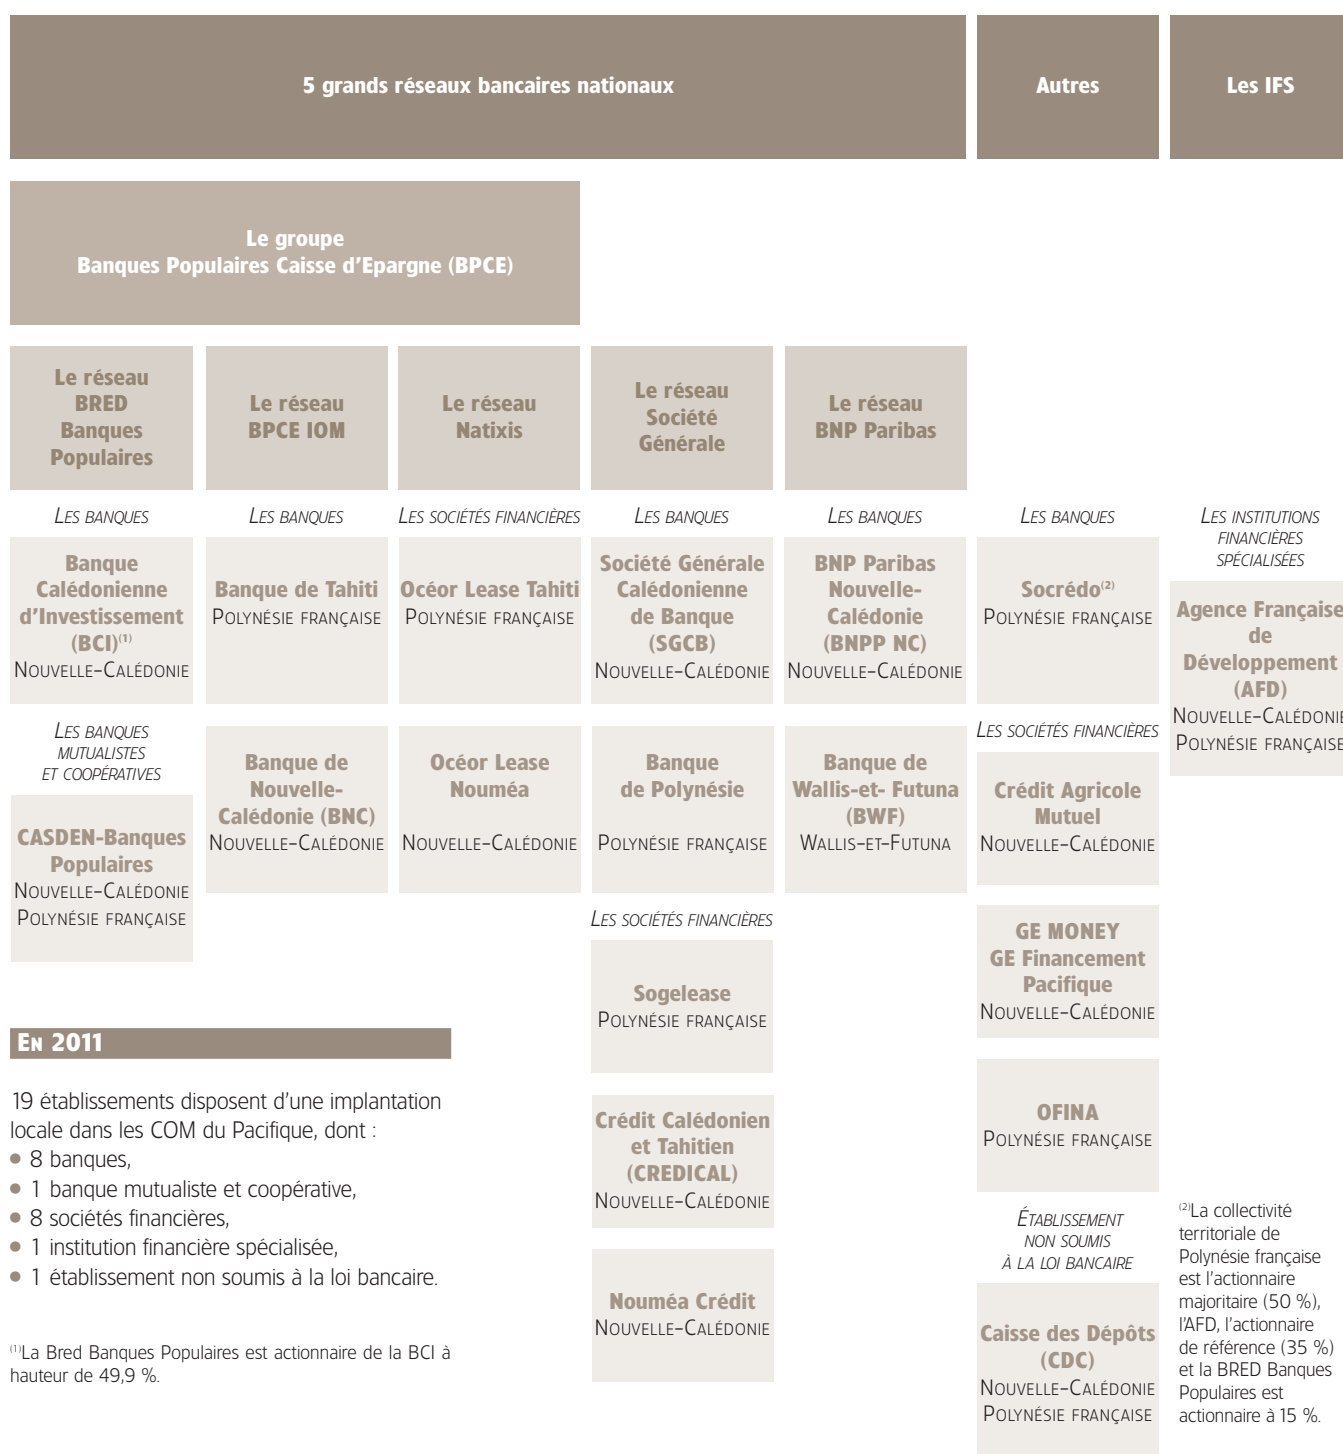 5 grands réseaux bancaires nationaux
Autres
Les IFS
Le groupe
Banques Populaires Caisse d'Epargne (BPCE)
Le réseau
BRED
Banques
Populaires
Le réseau
BPCE IOM
Le réseau
Natixis
Le réseau
Société
Générale
Le réseau
BNP Paribas
LES BANQUES
Banque
Calédonienne
d'Investissement
(BCI)(1)
NOUVELLE-CALÉDONIE
LES BANQUES
MUTUALISTES
ET COOPÉRATIVES
CASDEN-Banques
Populaires
NOUVELLE-CALÉDONIE
POLYNÉSIE FRANÇAISE
LES BANQUES
Banque de Tahiti
POLYNÉSIE FRANÇAISE
Banque de
Nouvelle-
Calédonie (BNC)
NOUVELLE-CALÉDONIE
LES SOCIÉTÉS FINANCIÈRES
Océor Lease Tahiti
POLYNÉSIE FRANÇAISE
Océor Lease
Nouméa
NOUVELLE-CALÉDONIE
LES BANQUES
Société Générale
Calédonienne
de Banque
(SGCB)
NOUVELLE-CALÉDONIE
Banque
de Polynésie
POLYNÉSIE FRANÇAISE
LES SOCIÉTÉS FINANCIÈRES
Sogelease
POLYNÉSIE FRANÇAISE
Crédit Calédonien
et Tahitien
(CREDICAL)
NOUVELLE-CALÉDONIE
Nouméa Crédit
NOUVELLE-CALÉDONIE
LES BANQUES
BNP Paribas
Nouvelle-
Calédonie
(BNPP NC)
NOUVELLE-CALÉDONIE
Banque de
Wallis-et- Futuna
(BWF)
WALLIS-ET-FUTUNA
LES BANQUES
Socrédo(2)
POLYNÉSIE FRANÇAISE
LES SOCIÉTÉS FINANCIÈRES
Crédit Agricole
Mutuel
NOUVELLE-CALÉDONIE
GE MONEY
GE Financement
Pacifique
NOUVELLE-CALÉDONIE
OFINA
POLYNÉSIE FRANÇAISE
ÉTABLISSEMENT
NON SOUMIS
À LA LOI BANCAIRE
Caisse des Dépôts
(CDC)
NOUVELLE-CALÉDONIE
POLYNÉSIE FRANÇAISE
LES INSTITUTIONS
FINANCIÈRES
SPÉCIALISÉES
Agence Française
de
Développement
(AFD)
NOUVELLE-CALÉDONIE
POLYNÉSIE FRANÇAISE
EN 2011
19 établissements disposent d'une implantation
locale dans les COM du Pacifique, dont :
• 8 banques,
• 1 banque mutualiste et coopérative,
• 8 sociétés financières,
• 1 institution financière spécialisée,
• 1 établissement non soumis à la loi bancaire.
(1)La Bred Banques Populaires est actionnaire de la BCI à
hauteur de 49,9 %.
(2)La collectivité
territoriale de
Polynésie française
est l'actionnaire
majoritaire (50 %),
l'AFD, l'actionnaire
de référence (35 %)
et la BRED Banques
Populaires est
actionnaire à 15 %.